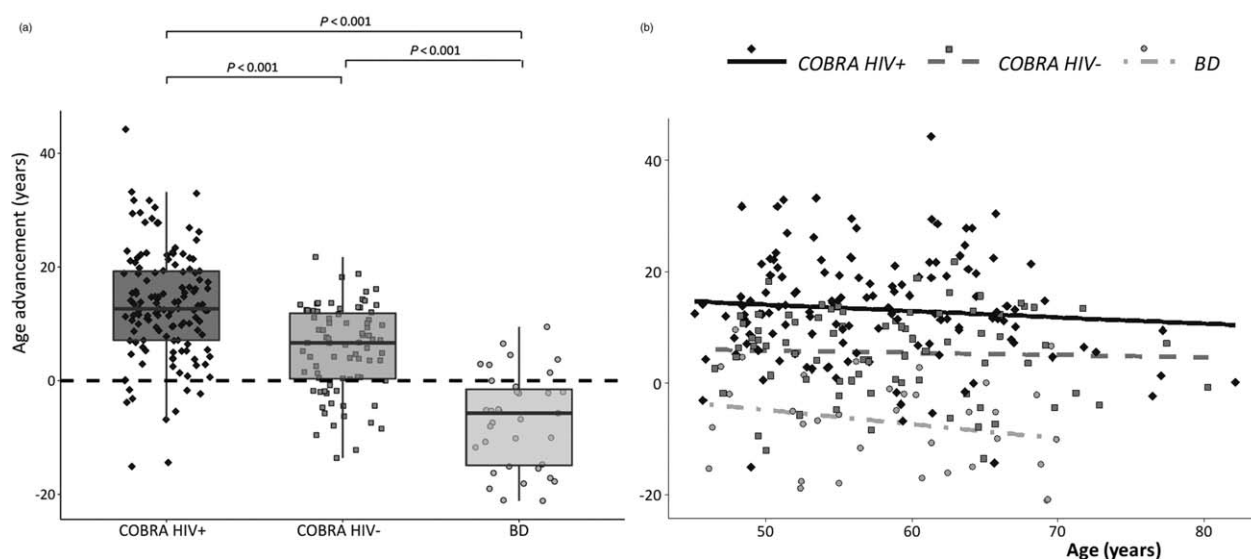 (a)
P < 0.001
P < 0.001
P < 0.001
Age advancement (years)
40
20
0
-20
COBRA HIV+ COBRA HIV- BD
(b)
COBRA HIV+ COBRA HIV- BD
40
20
0
-20
50 60 70 80
Age (years)